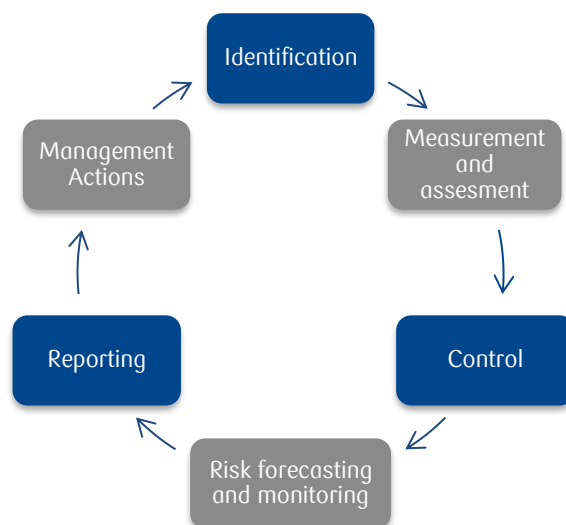 Identification
Measurement
and
assesment
Control
Risk forecasting
and monitoring
Reporting
Management
Actions